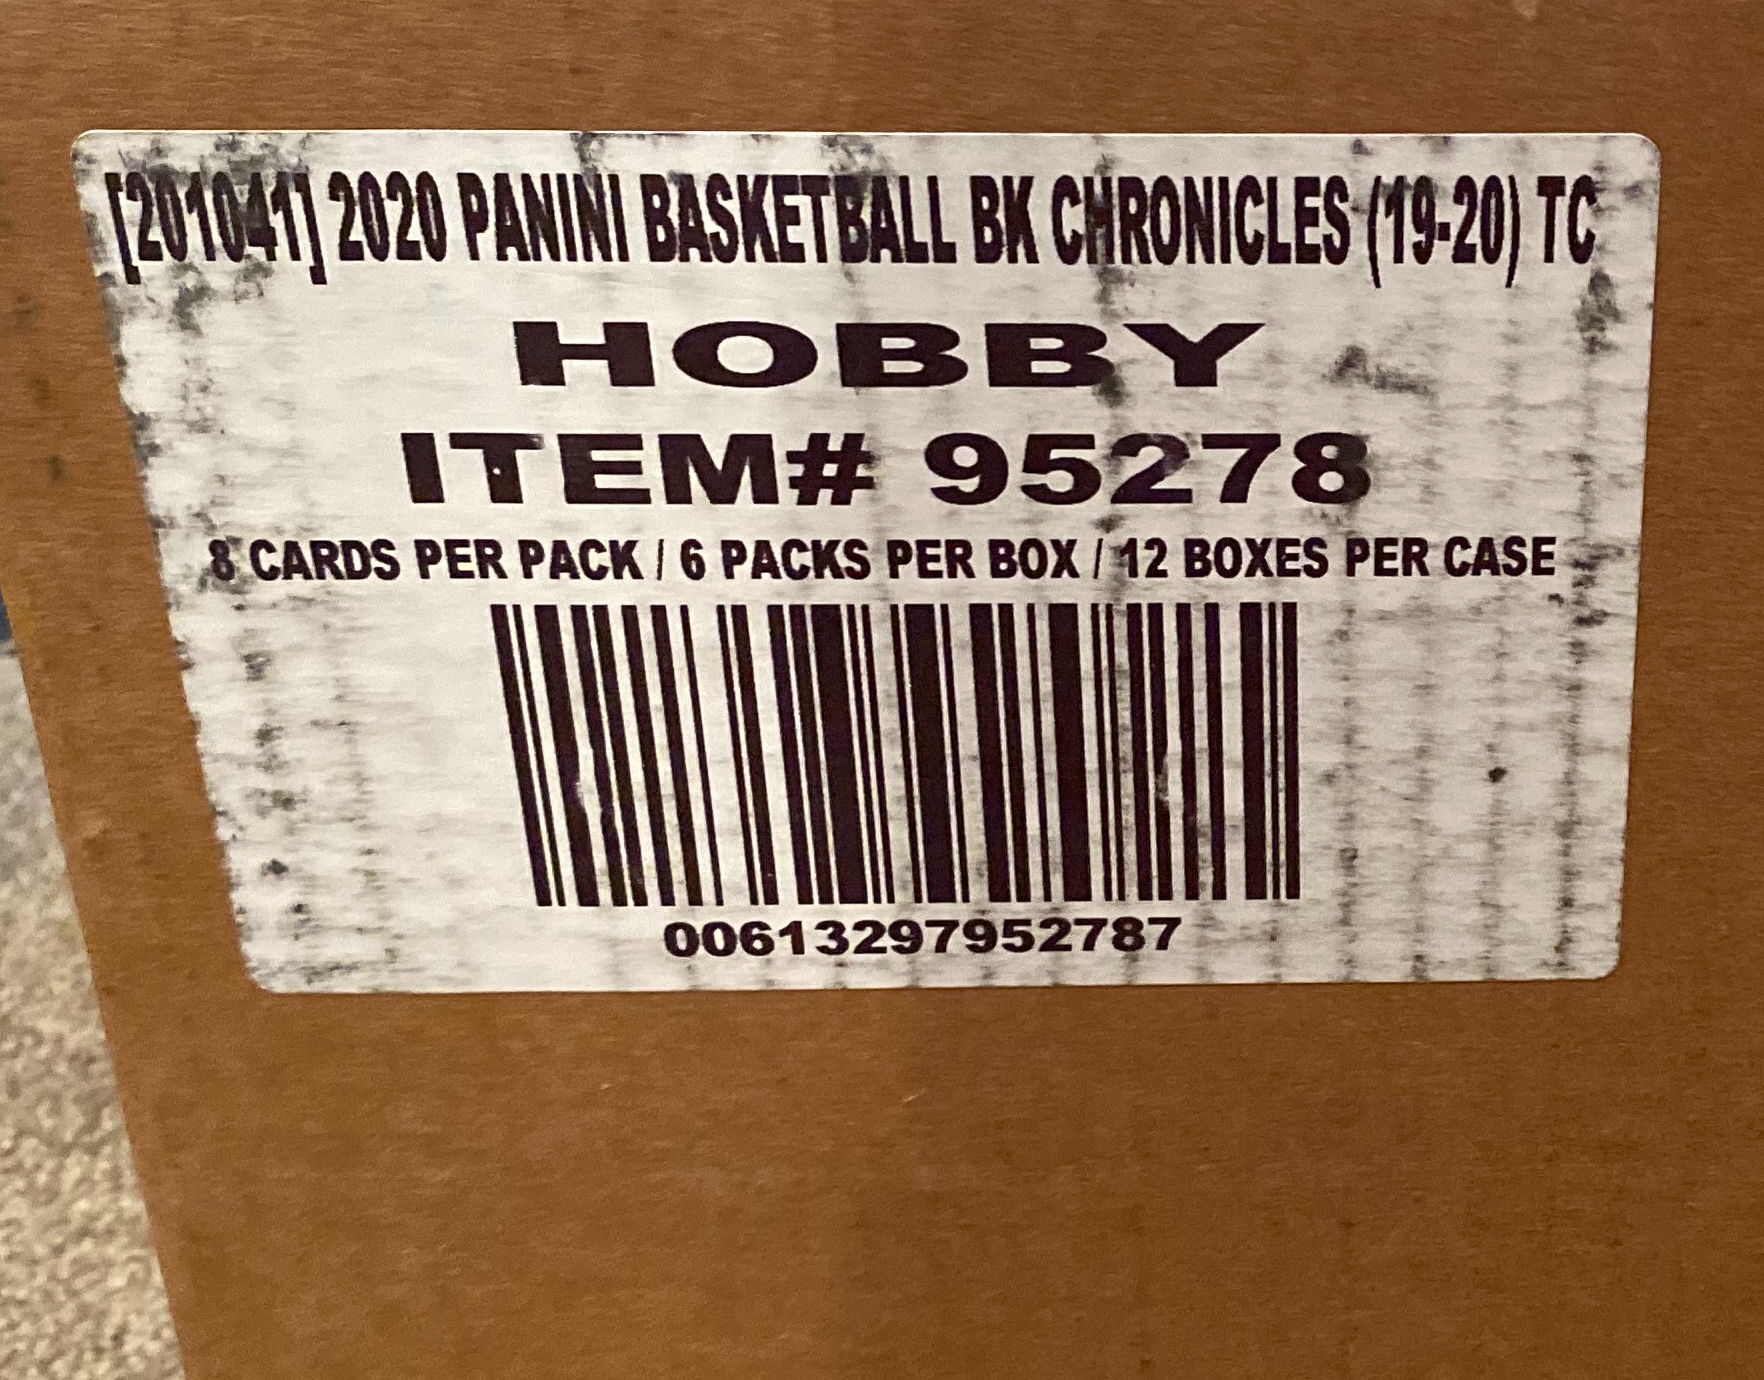 [201041] 2020 PANINI BASKETBALL BK CHRONICLES (19-20) TC
HOBBY
ITEM# 95278
8 CARDS PER PACK / 6 PACKS PER BOX / 12 BOXES PER CASE
00613297952787